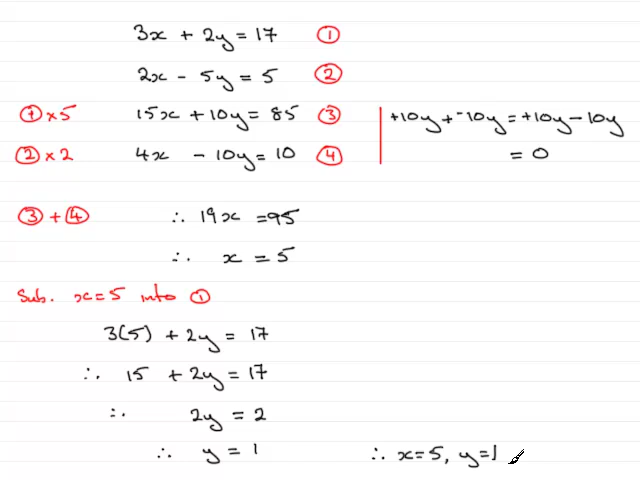 3x + 2y = 17 ①
2x - 5y = 5 ②
① × 5 15x + 10y = 85 ③ +10y + -10y = +10y - 10y
② × 2 4x - 10y = 10 ④ = 0
③ + ④ ∴ 19x = 95
∴ x = 5
Sub. x = 5 into ①
3(5) + 2y = 17
∴ 15 + 2y = 17
∴ 2y = 2
∴ y = 1 ∴ x = 5, y = 1